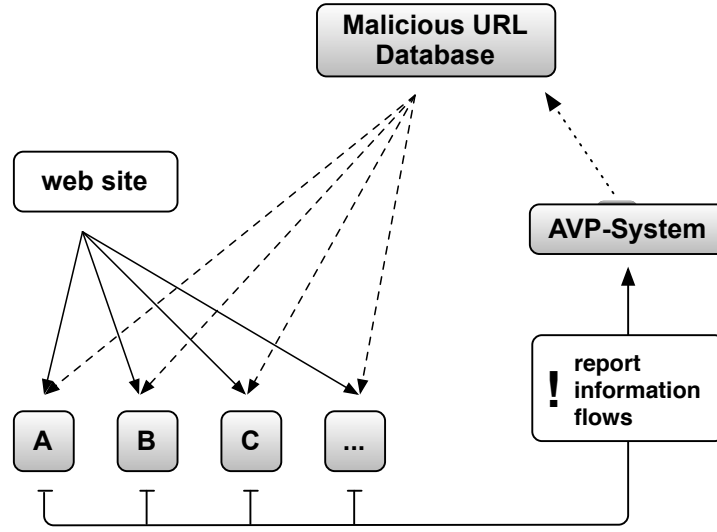 Malicious URL
Database
web site
AVP-System
! report
information
flows
A
B
C
...